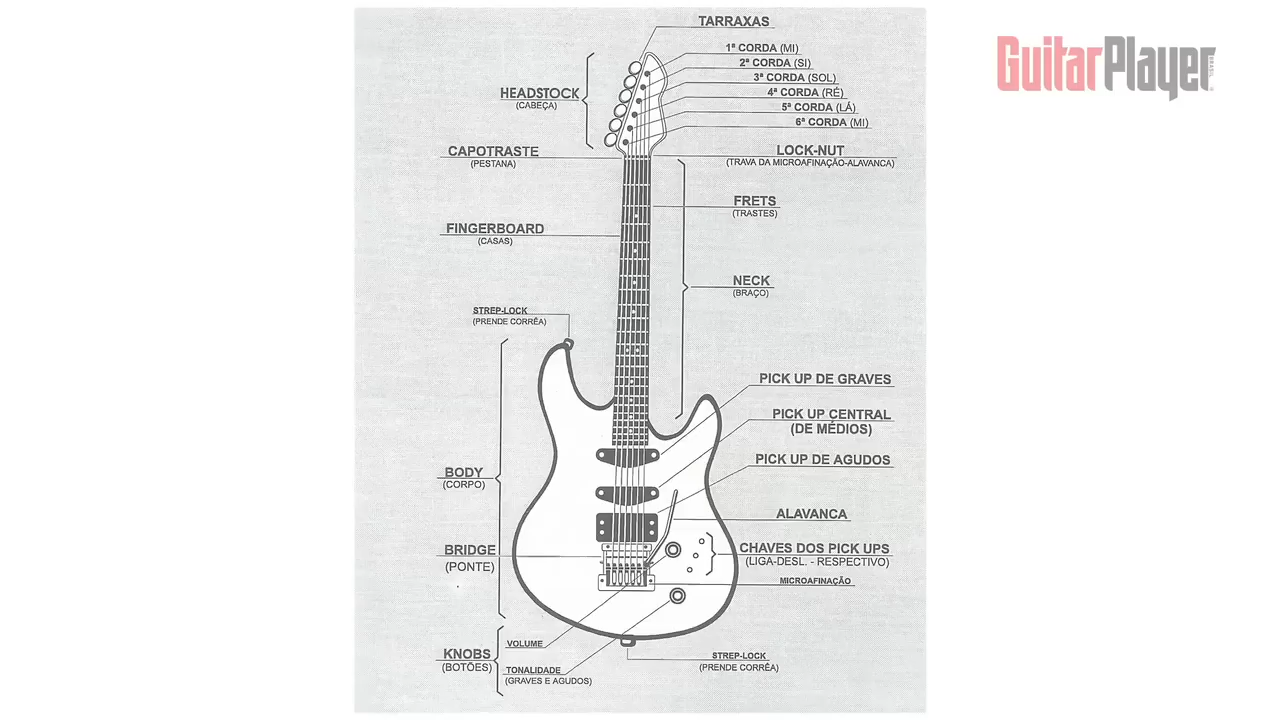 TARRAXAS
GuitarPlayer
BRASIL
1ª CORDA (MI)
2ª CORDA (SI)
3ª CORDA (SOL)
4ª CORDA (RÉ)
5ª CORDA (LÁ)
6ª CORDA (MI)
HEADSTOCK
(CABEÇA)
CAPOTRASTE
(PESTANA)
LOCK-NUT
(TRAVA DA MICROAFINAÇÃO-ALAVANCA)
FRETS
(TRASTES)
FINGERBOARD
(CASAS)
NECK
(BRAÇO)
STREP-LOCK
(PRENDE CORRÊA)
PICK UP DE GRAVES
PICK UP CENTRAL
(DE MÉDIOS)
PICK UP DE AGUDOS
BODY
(CORPO)
ALAVANCA
BRIDGE
(PONTE)
CHAVES DOS PICK UPS
(LIGA-DESL. - RESPECTIVO)
MICROAFINAÇÃO
KNOBS
(BOTÕES)
VOLUME
TONALIDADE
(GRAVES E AGUDOS)
STREP-LOCK
(PRENDE CORRÊA)